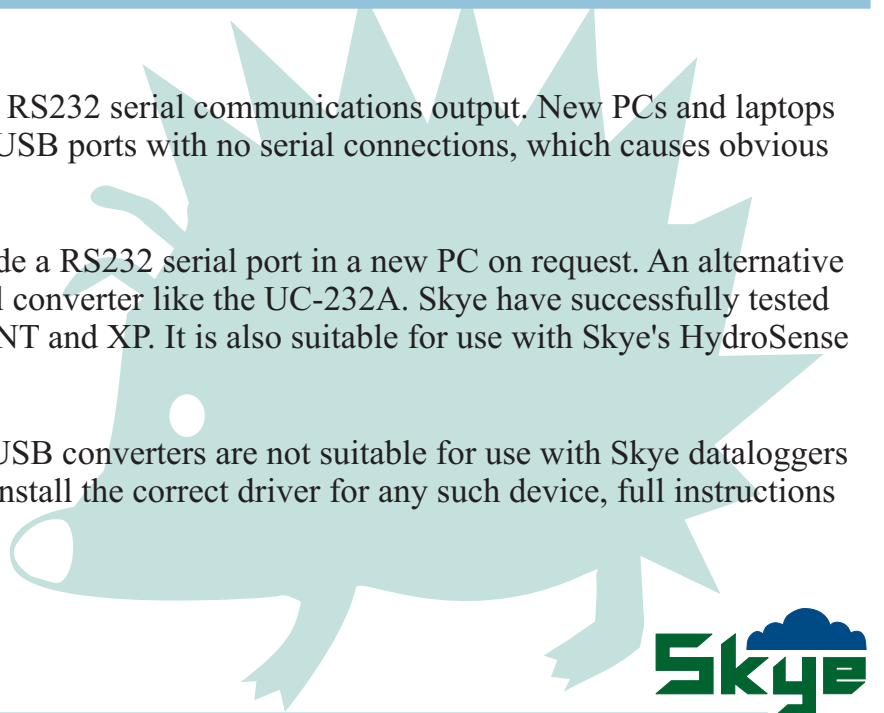 RS232 serial communications output. New PCs and laptops
USB ports with no serial connections, which causes obvious
de a RS232 serial port in a new PC on request. An alternative
l converter like the UC-232A. Skye have successfully tested
NT and XP. It is also suitable for use with Skye's HydroSense
USB converters are not suitable for use with Skye dataloggers
nstall the correct driver for any such device, full instructions
Skye